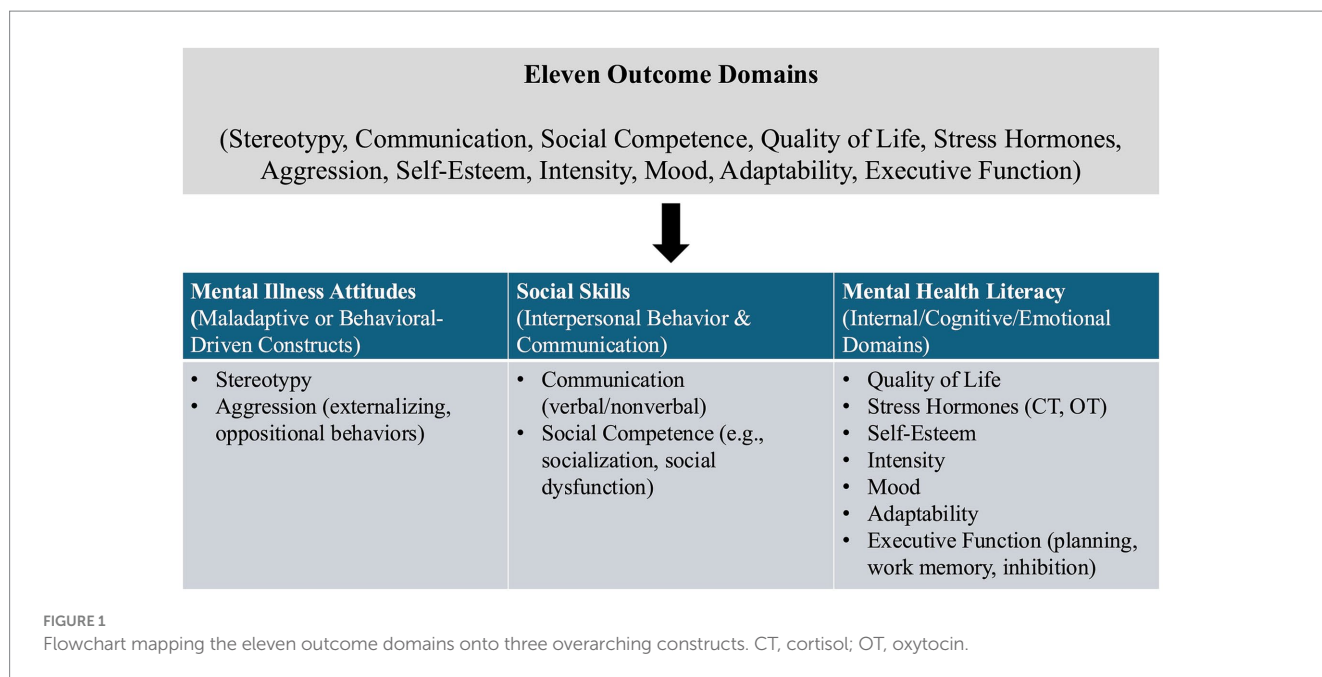 Eleven Outcome Domains
(Stereotypy, Communication, Social Competence, Quality of Life, Stress Hormones,
Aggression, Self-Esteem, Intensity, Mood, Adaptability, Executive Function)
Mental Illness Attitudes
(Maladaptive or Behavioral-
Driven Constructs)
• Stereotypy
• Aggression (externalizing,
oppositional behaviors)
Social Skills
(Interpersonal Behavior &
Communication)
• Communication
(verbal/nonverbal)
• Social Competence (e.g.,
socialization, social
dysfunction)
Mental Health Literacy
(Internal/Cognitive/Emotional
Domains)
• Quality of Life
• Stress Hormones (CT, OT)
• Self-Esteem
• Intensity
• Mood
• Adaptability
• Executive Function (planning,
work memory, inhibition)
FIGURE 1
Flowchart mapping the eleven outcome domains onto three overarching constructs. CT, cortisol; OT, oxytocin.